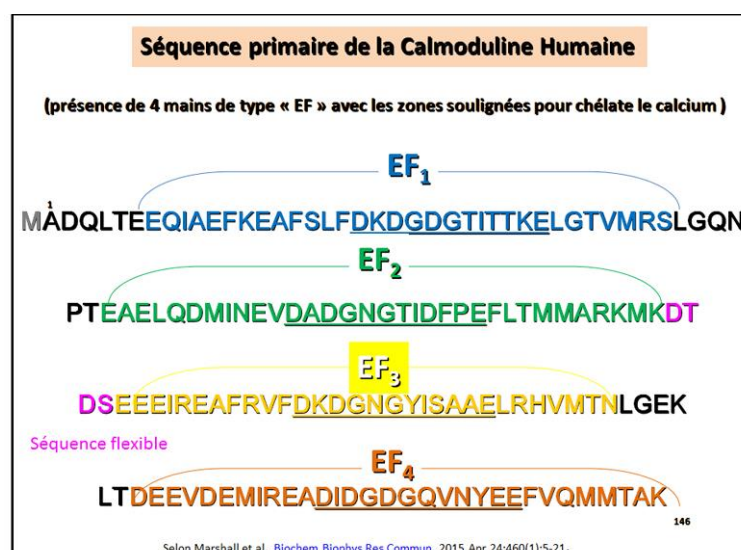 Séquence primaire de la Calmoduline Humaine
(présence de 4 mains de type « EF » avec les zones soulignées pour chélate le calcium )
EF1
1
MADQLTEEQIAEFKEAFSLFDKDGDGTITTKELGTVMRSLGQN
EF2
PTEAELQDMINEVDADGNGTIDFPEFLTMMARKMKDT
EF3
DSEEEIREAFRVFDKDGNGYISAAELRHVMTNLGEK
Séquence flexible
EF4
LTDEEVDEMIREADIDGDGQVNYEEFVQMMTAK
146
Selon Marshall et al., Biochem Biophys Res Commun. 2015 Apr 24;460(1):5-21.